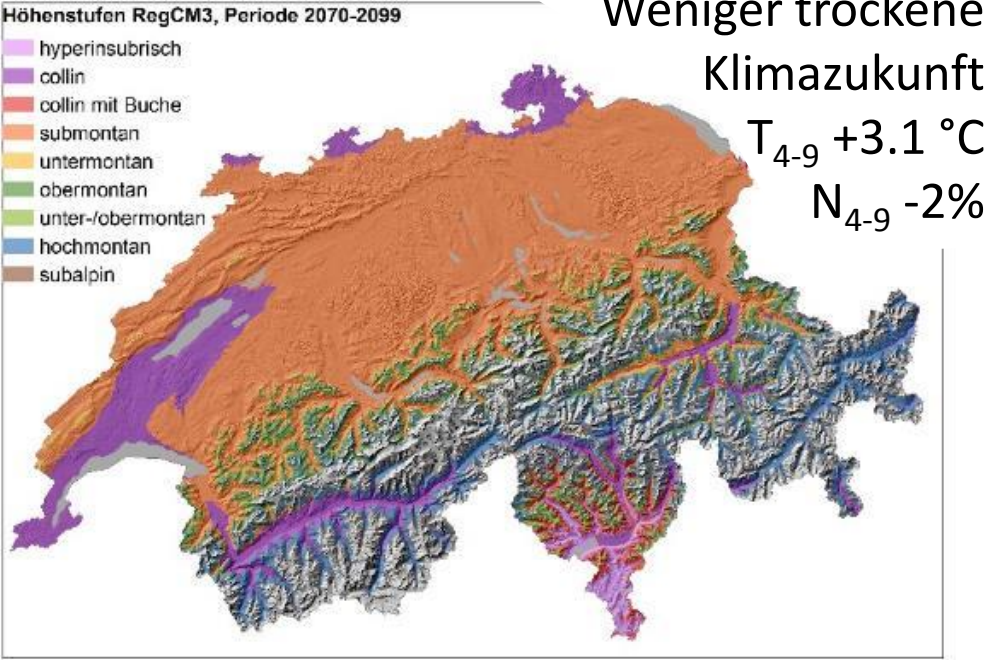 Höhenstufen RegCM3, Periode 2070-2099
hyperinsubrisch
collin
collin mit Buche
submontan
untermontan
obermontan
unter-/obermontan
hochmontan
subalpin
Weniger trockene
Klimazukunft
T4-9 +3.1 °C
N4-9 -2%